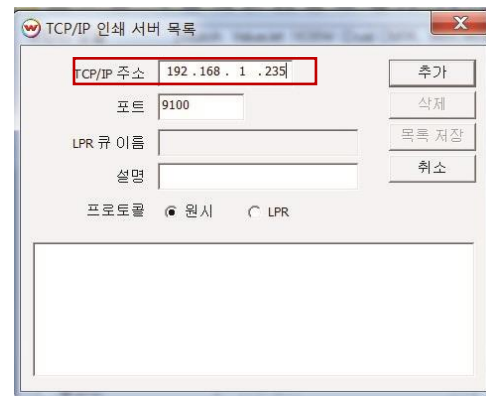 TCP/IP 인쇄 서버 목록
TCP/IP 주소 192 . 168 . 1 . 235 추가
포트 9100 삭제
LPR 큐 이름 목록 저장
설명 취소
프로토콜 원시 LPR